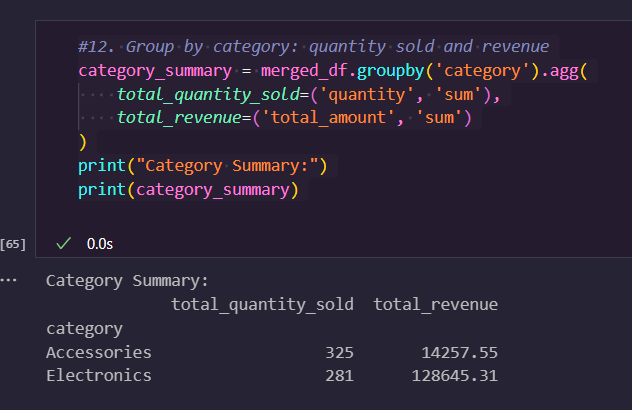 #12. Group by category: quantity sold and revenue
category_summary = merged_df.groupby('category').agg(
    total_quantity_sold=('quantity', 'sum'),
    total_revenue=('total_amount', 'sum')
)
print("Category Summary:")
print(category_summary)
[65] ✓ 0.0s
... Category Summary:
             total_quantity_sold  total_revenue
category
Accessories                  325       14257.55
Electronics                  281      128645.31